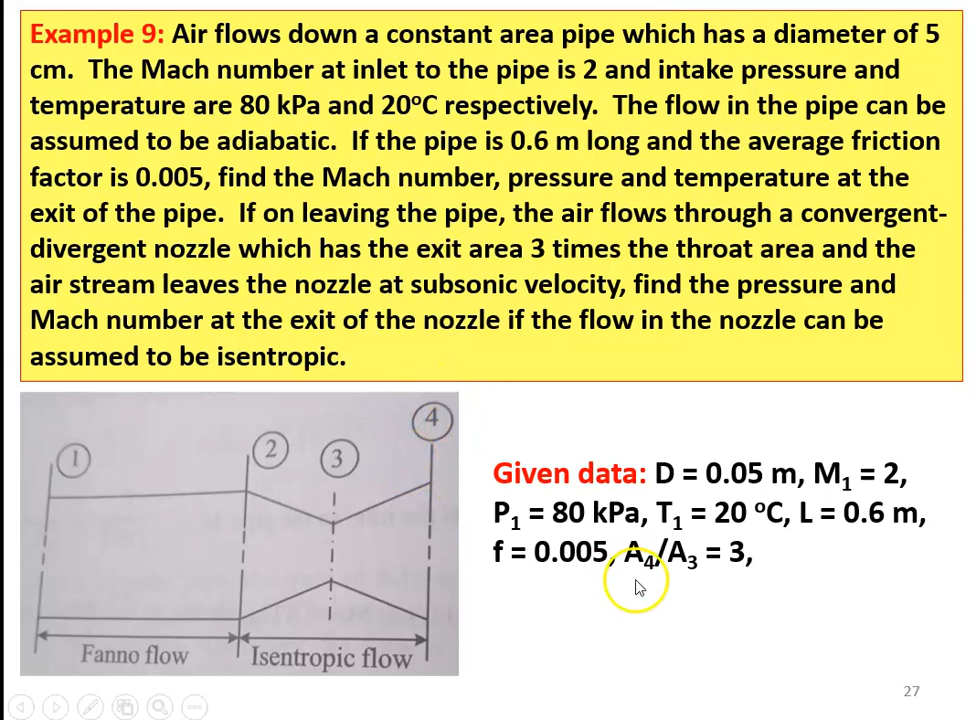 Example 9: Air flows down a constant area pipe which has a diameter of 5
cm. The Mach number at inlet to the pipe is 2 and intake pressure and
temperature are 80 kPa and 20°C respectively. The flow in the pipe can be
assumed to be adiabatic. If the pipe is 0.6 m long and the average friction
factor is 0.005, find the Mach number, pressure and temperature at the
exit of the pipe. If on leaving the pipe, the air flows through a convergent-
divergent nozzle which has the exit area 3 times the throat area and the
air stream leaves the nozzle at subsonic velocity, find the pressure and
Mach number at the exit of the nozzle if the flow in the nozzle can be
assumed to be isentropic.
1
2
3
4
Fanno flow
Isentropic flow
Given data: D = 0.05 m, M₁ = 2,
P₁ = 80 kPa, T₁ = 20 °C, L = 0.6 m,
f = 0.005, A₄/A₃ = 3,
27